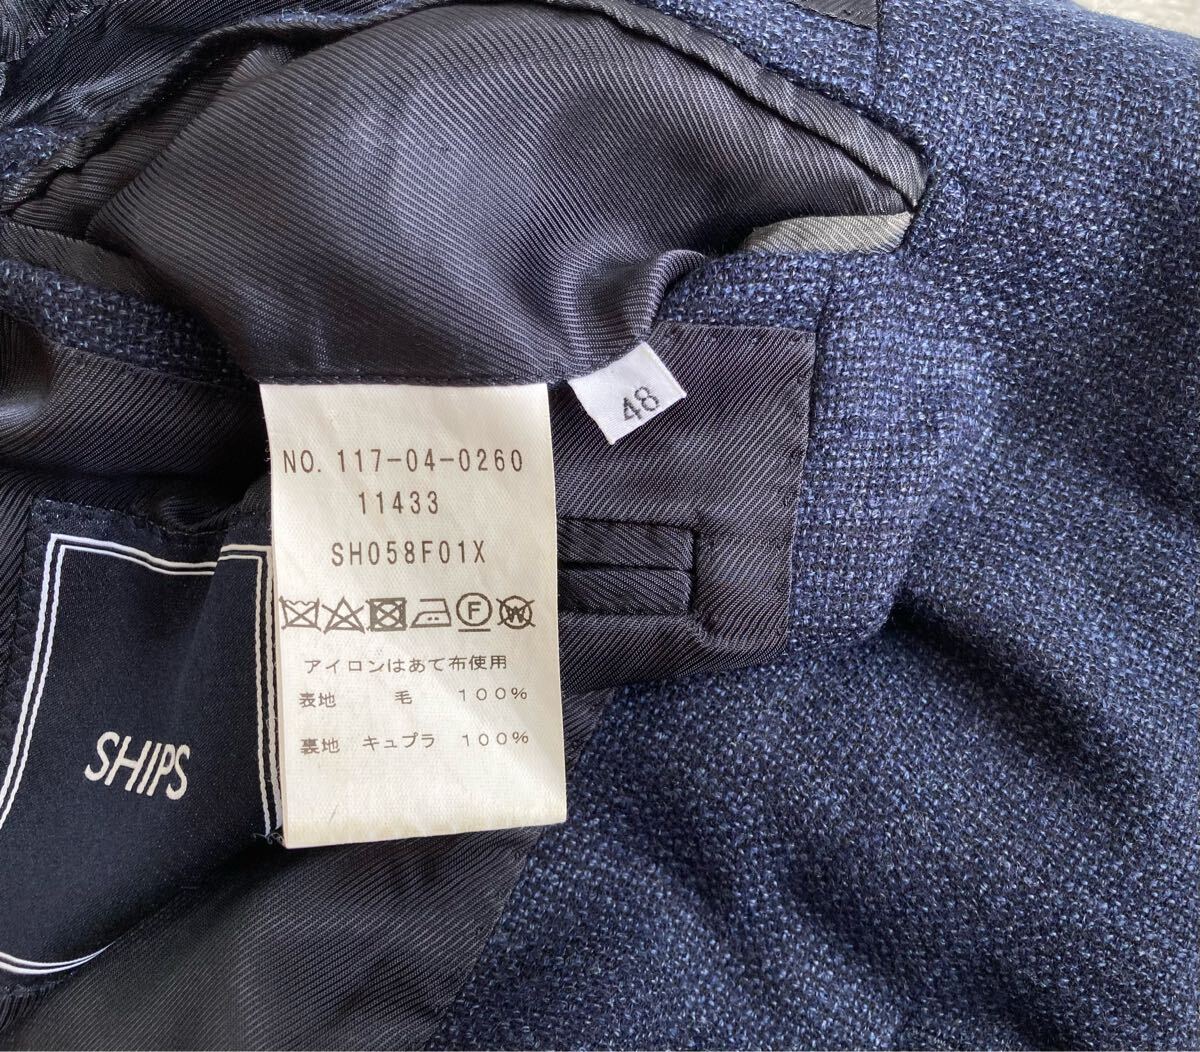 48
NO. 117-04-0260
11433
SH058F01X
F W
アイロンはあて布使用
表地 毛 100%
裏地 キュプラ 100%
SHIPS